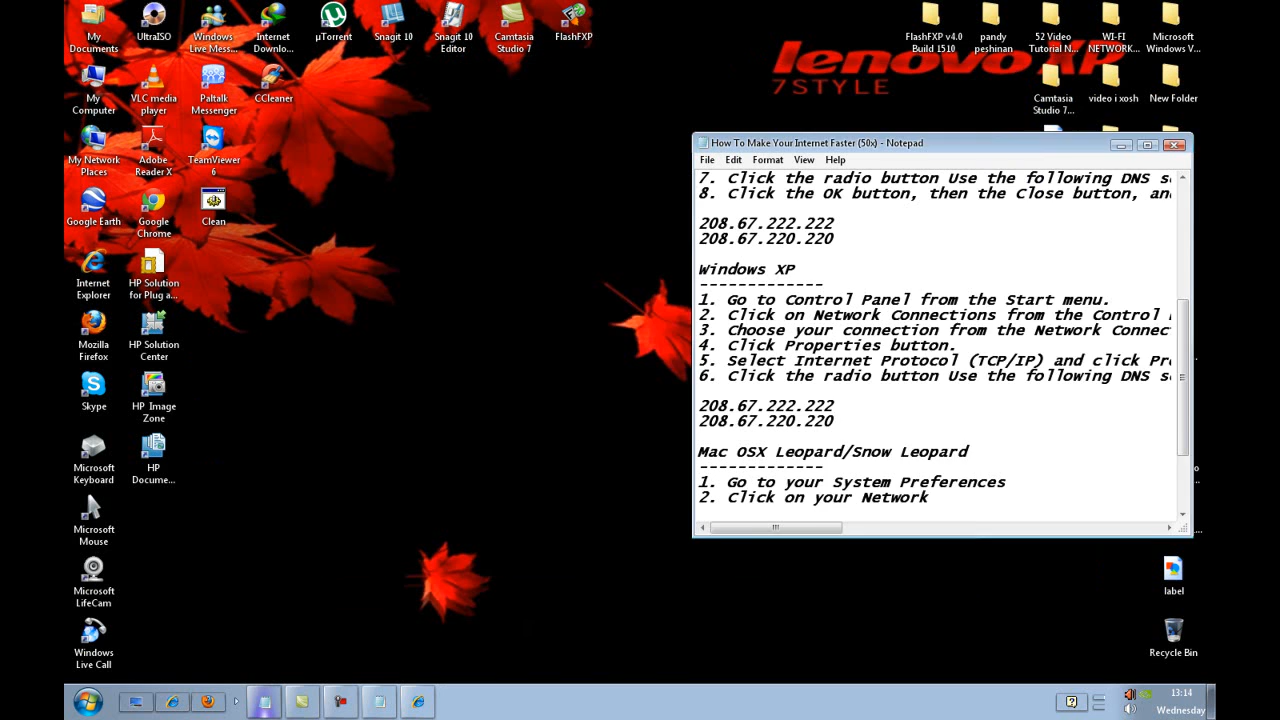 My Documents
UltraISO
Windows Live Mess...
Internet Downlo...
µTorrent
Snagit 10
Snagit 10 Editor
Camtasia Studio 7
FlashFXP
FlashFXP v4.0 Build 1510
pandy peshinan
52 Video Tutorial N...
WI-FI NETWORK...
Microsoft Windows V...
lenovo XP
7STYLE
My Computer
VLC media player
Paltalk Messenger
CCleaner
Camtasia Studio 7...
video i xosh
New Folder
My Network Places
Adobe Reader X
TeamViewer 6
Google Earth
Google Chrome
Clean
Internet Explorer
HP Solution for Plug a...
Mozilla Firefox
HP Solution Center
Skype
HP Image Zone
Microsoft Keyboard
HP Docume...
Microsoft Mouse
Microsoft LifeCam
Windows Live Call
How To Make Your Internet Faster (50x) - Notepad
File Edit Format View Help
7. Click the radio button Use the following DNS s
8. Click the OK button, then the Close button, an
208.67.222.222
208.67.220.220
Windows XP
-------------
1. Go to Control Panel from the Start menu.
2. Click on Network Connections from the Control
3. Choose your connection from the Network Connec
4. Click Properties button.
5. Select Internet Protocol (TCP/IP) and click Pr
6. Click the radio button Use the following DNS s
208.67.222.222
208.67.220.220
Mac OSX Leopard/Snow Leopard
-------------
1. Go to your System Preferences
2. Click on your Network
label
Recycle Bin
13:14
Wednesday